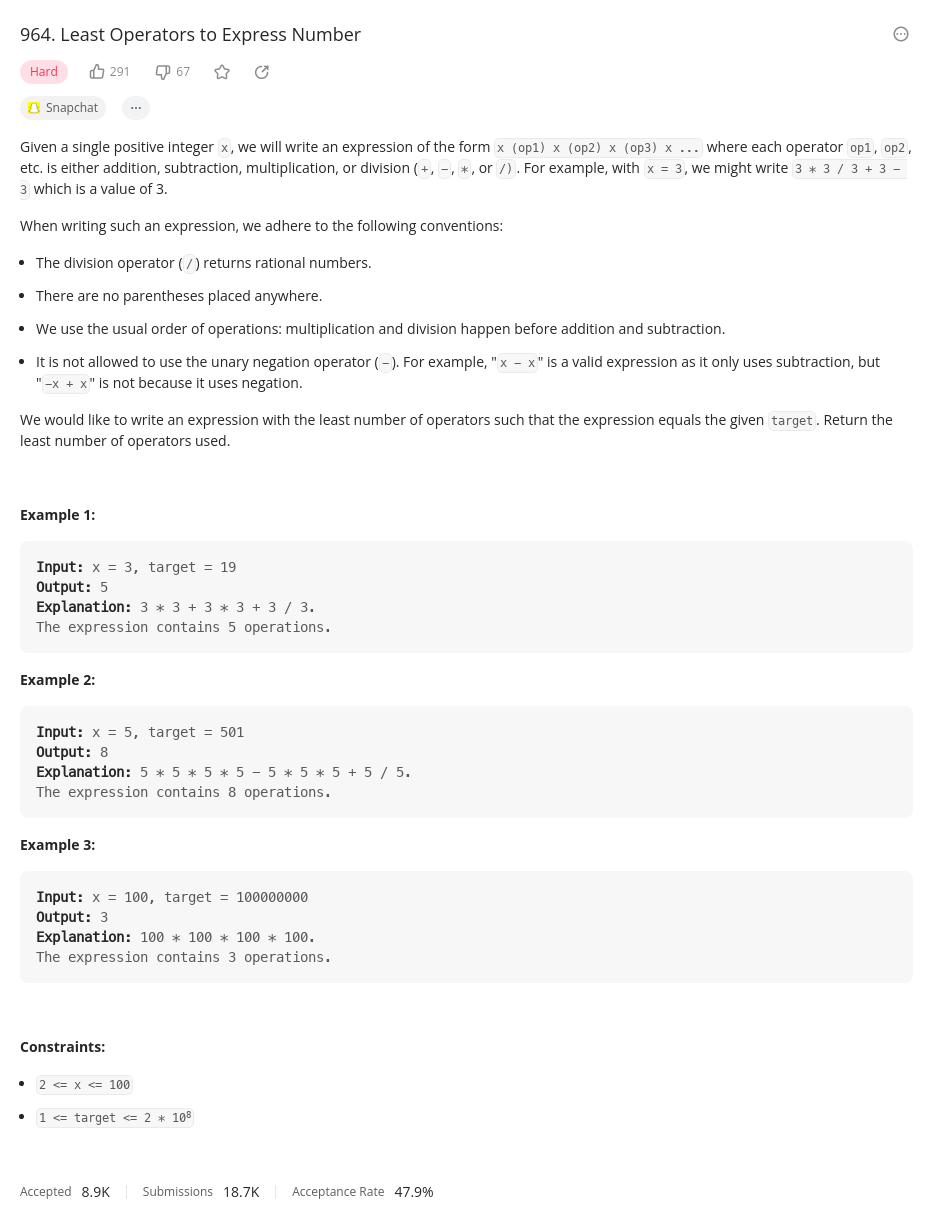 964. Least Operators to Express Number
Hard 291 67
Snapchat ...
Given a single positive integer x, we will write an expression of the form x (op1) x (op2) x (op3) x ... where each operator op1, op2,
etc. is either addition, subtraction, multiplication, or division (+, -, *, or /). For example, with x = 3, we might write 3 * 3 / 3 + 3 -
3 which is a value of 3.
When writing such an expression, we adhere to the following conventions:
• The division operator (/) returns rational numbers.
• There are no parentheses placed anywhere.
• We use the usual order of operations: multiplication and division happen before addition and subtraction.
• It is not allowed to use the unary negation operator (-). For example, "x - x" is a valid expression as it only uses subtraction, but
"-x + x" is not because it uses negation.
We would like to write an expression with the least number of operators such that the expression equals the given target. Return the
least number of operators used.
Example 1:
Input: x = 3, target = 19
Output: 5
Explanation: 3 * 3 + 3 * 3 + 3 / 3.
The expression contains 5 operations.
Example 2:
Input: x = 5, target = 501
Output: 8
Explanation: 5 * 5 * 5 * 5 - 5 * 5 * 5 + 5 / 5.
The expression contains 8 operations.
Example 3:
Input: x = 100, target = 100000000
Output: 3
Explanation: 100 * 100 * 100 * 100.
The expression contains 3 operations.
Constraints:
• 2 <= x <= 100
• 1 <= target <= 2 * 10⁸
Accepted 8.9K Submissions 18.7K Acceptance Rate 47.9%